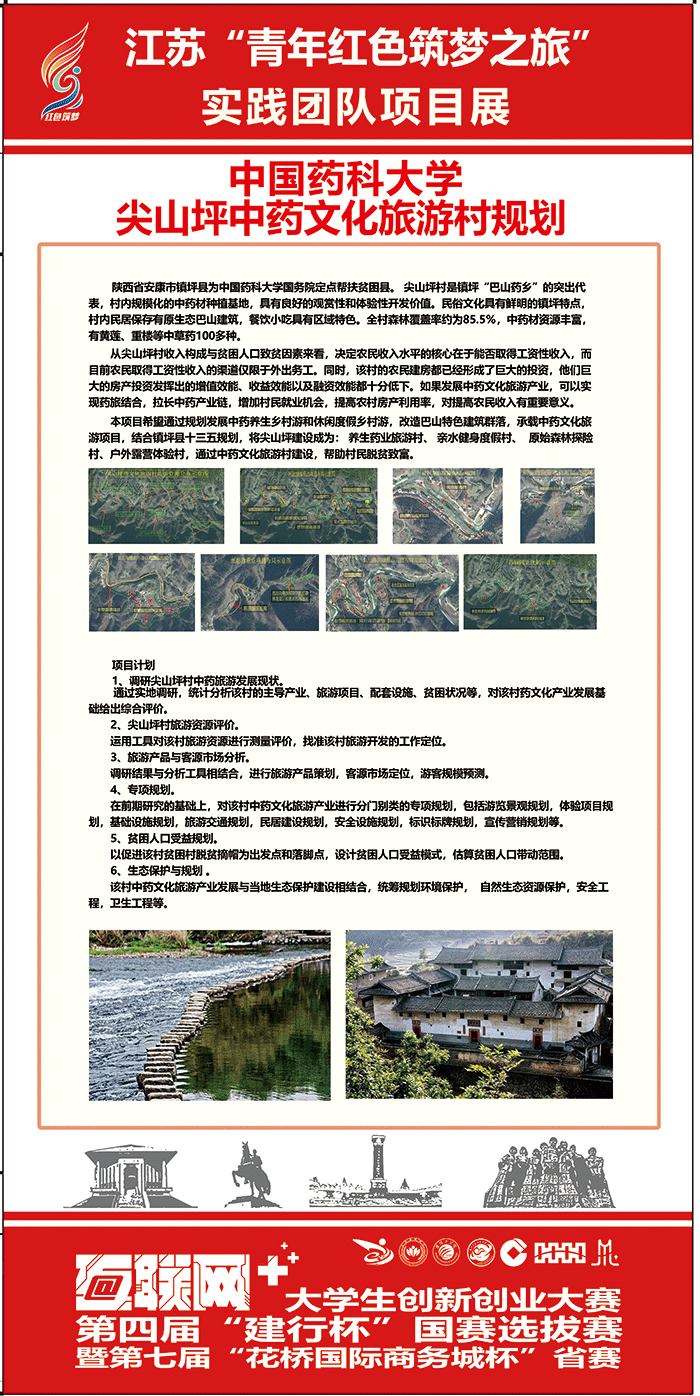 江苏“青年红色筑梦之旅”
实践团队项目展
红色筑梦
中国药科大学
尖山坪中药文化旅游村规划
陕西省安康市镇坪县为中国药科大学国务院定点帮扶贫困县。 尖山坪村是镇坪“巴山药乡”的突出代
表，村内规模化的中药材种植基地，具有良好的观赏性和体验性开发价值。民俗文化具有鲜明的镇坪特点，
村内民居保存有原生态巴山建筑，餐饮小吃具有区域特色。全村森林覆盖率约为85.5%，中药材资源丰富，
有黄莲、重楼等中草药100多种。
从尖山坪村收入构成与贫困人口致贫因素来看，决定农民收入水平的核心在于能否取得工资性收入，而
目前农民取得工资性收入的渠道仅限于外出务工。同时，该村的农民建房都已经形成了巨大的投资，他们巨
大的房产投资发挥出的增值效能、收益效能以及融资效能都十分低下。如果发展中药文化旅游产业，可以实
现药旅结合，拉长中药产业链，增加村民就业机会，提高农村房产利用率，对提高农民收入有重要意义。
本项目希望通过规划发展中药养生乡村游和休闲度假乡村游，改造巴山特色建筑群落，承载中药文化旅
游项目，结合镇坪县十三五规划，将尖山坪建设成为： 养生药业旅游村、 亲水健身度假村、 原始森林探险
村、户外露营体验村，通过中药文化旅游村建设，帮助村民脱贫致富。
项目计划
1、调研尖山坪村中药旅游发展现状。
通过实地调研，统计分析该村的主导产业、旅游项目、配套设施、贫困状况等，对该村药文化产业发展基
础给出综合评价。
2、尖山坪村旅游资源评价。
运用工具对该村旅游资源进行测量评价，找准该村旅游开发的工作定位。
3、旅游产品与客源市场分析。
调研结果与分析工具相结合，进行旅游产品策划，客源市场定位，游客规模预测。
4、专项规划。
在前期研究的基础上，对该村中药文化旅游产业进行分门别类的专项规划，包括游览景观规划，体验项目规
划，基础设施规划，旅游交通规划，民居建设规划，安全设施规划，标识标牌规划，宣传营销规划等。
5、贫困人口受益规划。
以促进该村贫困村脱贫摘帽为出发点和落脚点，设计贫困人口受益模式，估算贫困人口带动范围。
6、生态保护与规划 。
该村中药文化旅游产业发展与当地生态保护建设相结合，统筹规划环境保护， 自然生态资源保护，安全工
程，卫生工程等。
互联网++
大学生创新创业大赛
第四届“建行杯”国赛选拔赛
暨第七届“花桥国际商务城杯”省赛